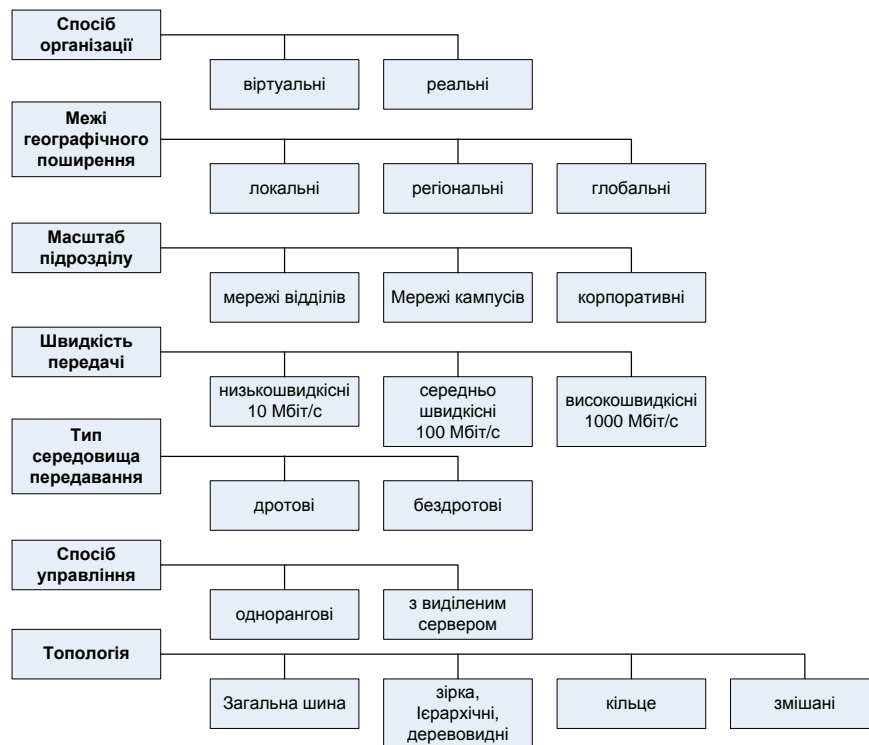 Спосіб
організації
віртуальні
реальні
Межі
географічного
поширення
локальні
регіональні
глобальні
Масштаб
підрозділу
мережі відділів
Мережі кампусів
корпоративні
Швидкість
передачі
низькошвидкісні
10 Мбіт/с
середньо
швидкісні
100 Мбіт/с
високошвидкісні
1000 Мбіт/с
Тип
середовища
передавання
дротові
бездротові
Спосіб
управління
однорангові
з виділеним
сервером
Топологія
Загальна шина
зірка,
Ієрархічні,
деревовидні
кільце
змішані